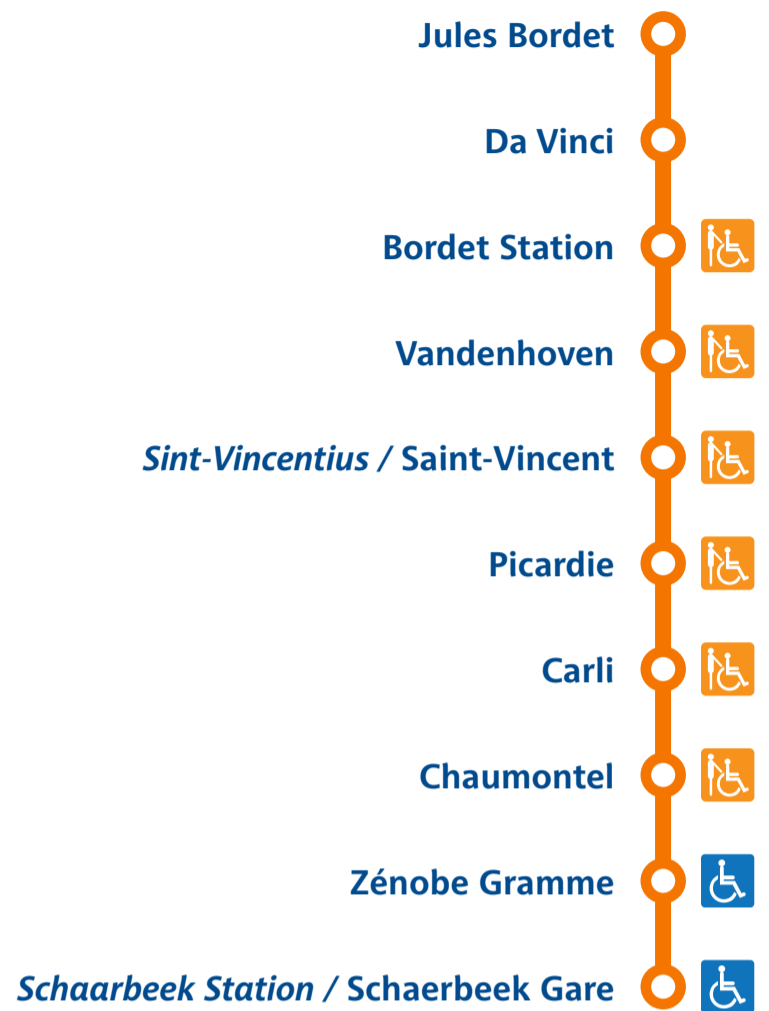 Jules Bordet
Da Vinci
Bordet Station
Vandenhoven
Sint-Vincentius / Saint-Vincent
Picardie
Carli
Chaumontel
Zénobe Gramme
Schaarbeek Station / Schaerbeek Gare